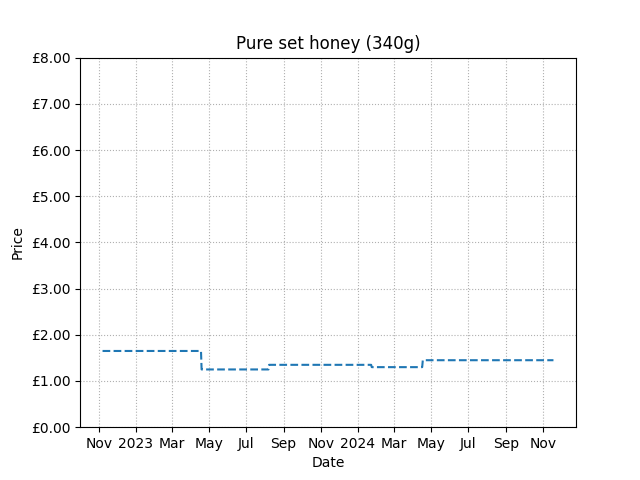 Pure set honey (340g)
£8.00
£7.00
£6.00
£5.00
£4.00
£3.00
£2.00
£1.00
£0.00
Price
Nov 2023 Mar May Jul Sep Nov 2024 Mar May Jul Sep Nov
Date